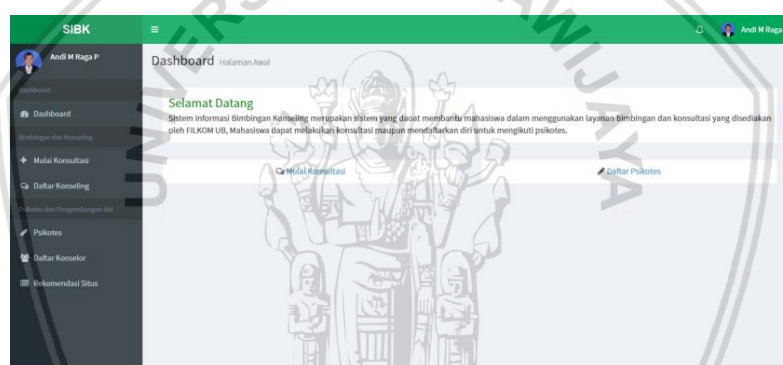 SIBK
Andi M Raga
Andi M Raga P
Dashboard Halaman Awal
Dashboard
Dashboard
Bimbingan dan Konseling
Mulai Konsultasi
Daftar Konseling
Psikotes dan Pengembangan diri
Psikotes
Daftar Konselor
Rekomendasi Situs
Selamat Datang
Sistem Informasi Bimbingan Konseling merupakan sistem yang dapat membantu mahasiswa dalam menggunakan layanan bimbingan dan konsultasi yang disediakan
oleh FILKOM UB, Mahasiswa dapat melakukan konsultasi maupun mendaftarkan diri untuk mengikuti psikotes.
Mulai Konsultasi
Daftar Psikotes